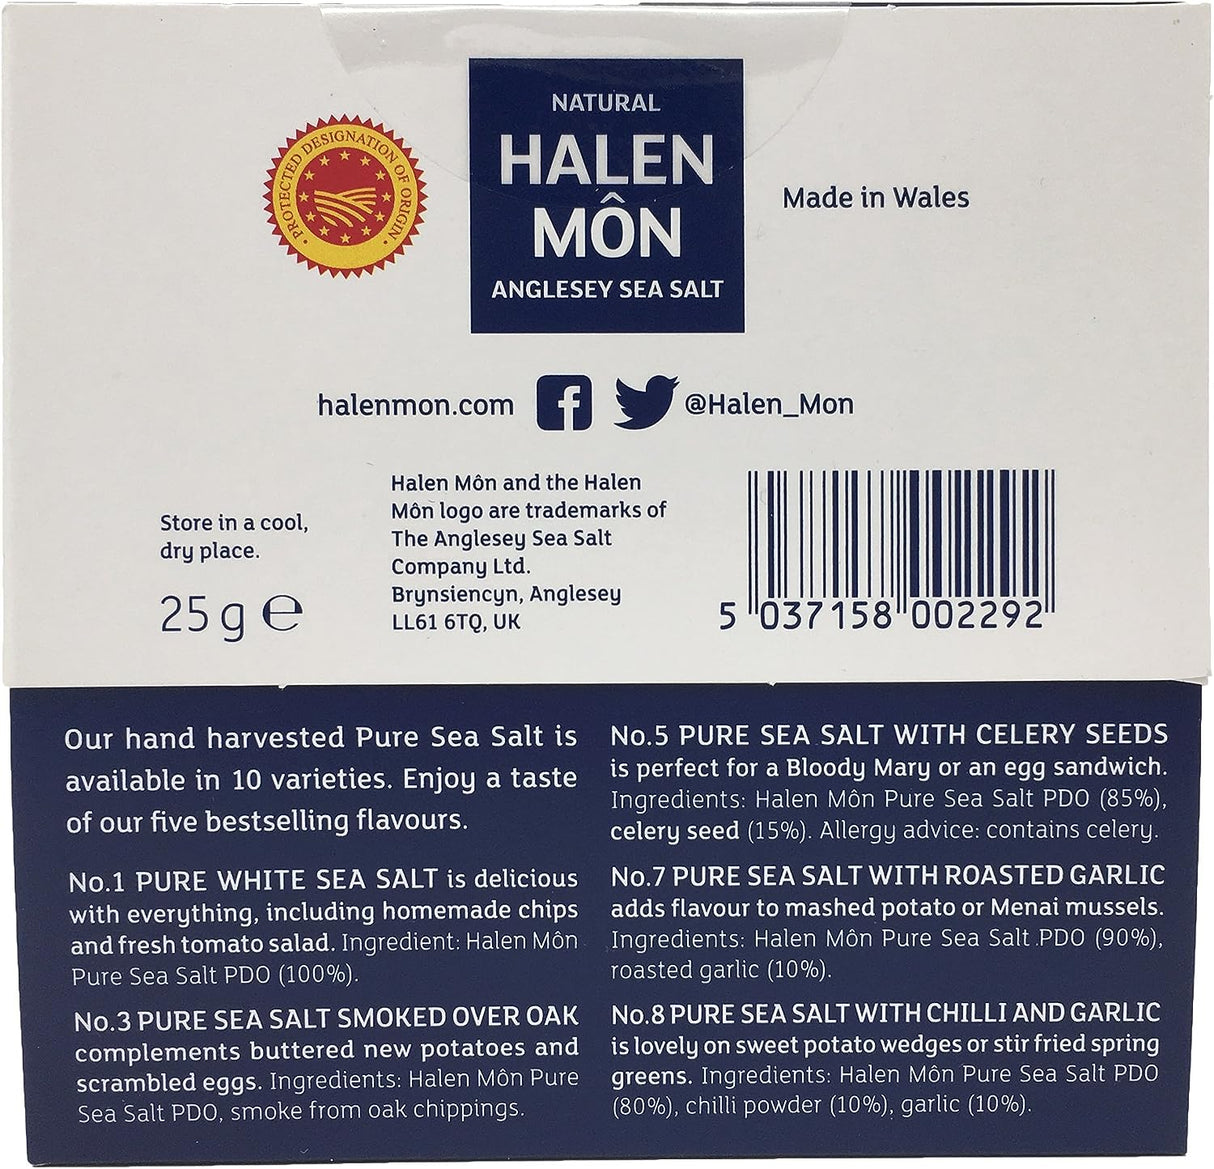 NATURAL
HALEN
MÔN
ANGLESEY SEA SALT
PROTECTED DESIGNATION OF ORIGIN
Made in Wales
halenmon.com
@Halen_Mon
Store in a cool,
dry place.
25g ℮
Halen Môn and the Halen
Môn logo are trademarks of
The Anglesey Sea Salt
Company Ltd.
Brynsiencyn, Anglesey
LL61 6TQ, UK
5 037158 002292
Our hand harvested Pure Sea Salt is
available in 10 varieties. Enjoy a taste
of our five bestselling flavours.
No.1 PURE WHITE SEA SALT is delicious
with everything, including homemade chips
and fresh tomato salad. Ingredient: Halen Môn
Pure Sea Salt PDO (100%).
No.3 PURE SEA SALT SMOKED OVER OAK
complements buttered new potatoes and
scrambled eggs. Ingredients: Halen Môn Pure
Sea Salt PDO, smoke from oak chippings.
No.5 PURE SEA SALT WITH CELERY SEEDS
is perfect for a Bloody Mary or an egg sandwich.
Ingredients: Halen Môn Pure Sea Salt PDO (85%),
celery seed (15%). Allergy advice: contains celery.
No.7 PURE SEA SALT WITH ROASTED GARLIC
adds flavour to mashed potato or Menai mussels.
Ingredients: Halen Môn Pure Sea Salt PDO (90%),
roasted garlic (10%).
No.8 PURE SEA SALT WITH CHILLI AND GARLIC
is lovely on sweet potato wedges or stir fried spring
greens. Ingredients: Halen Môn Pure Sea Salt PDO
(80%), chilli powder (10%), garlic (10%).